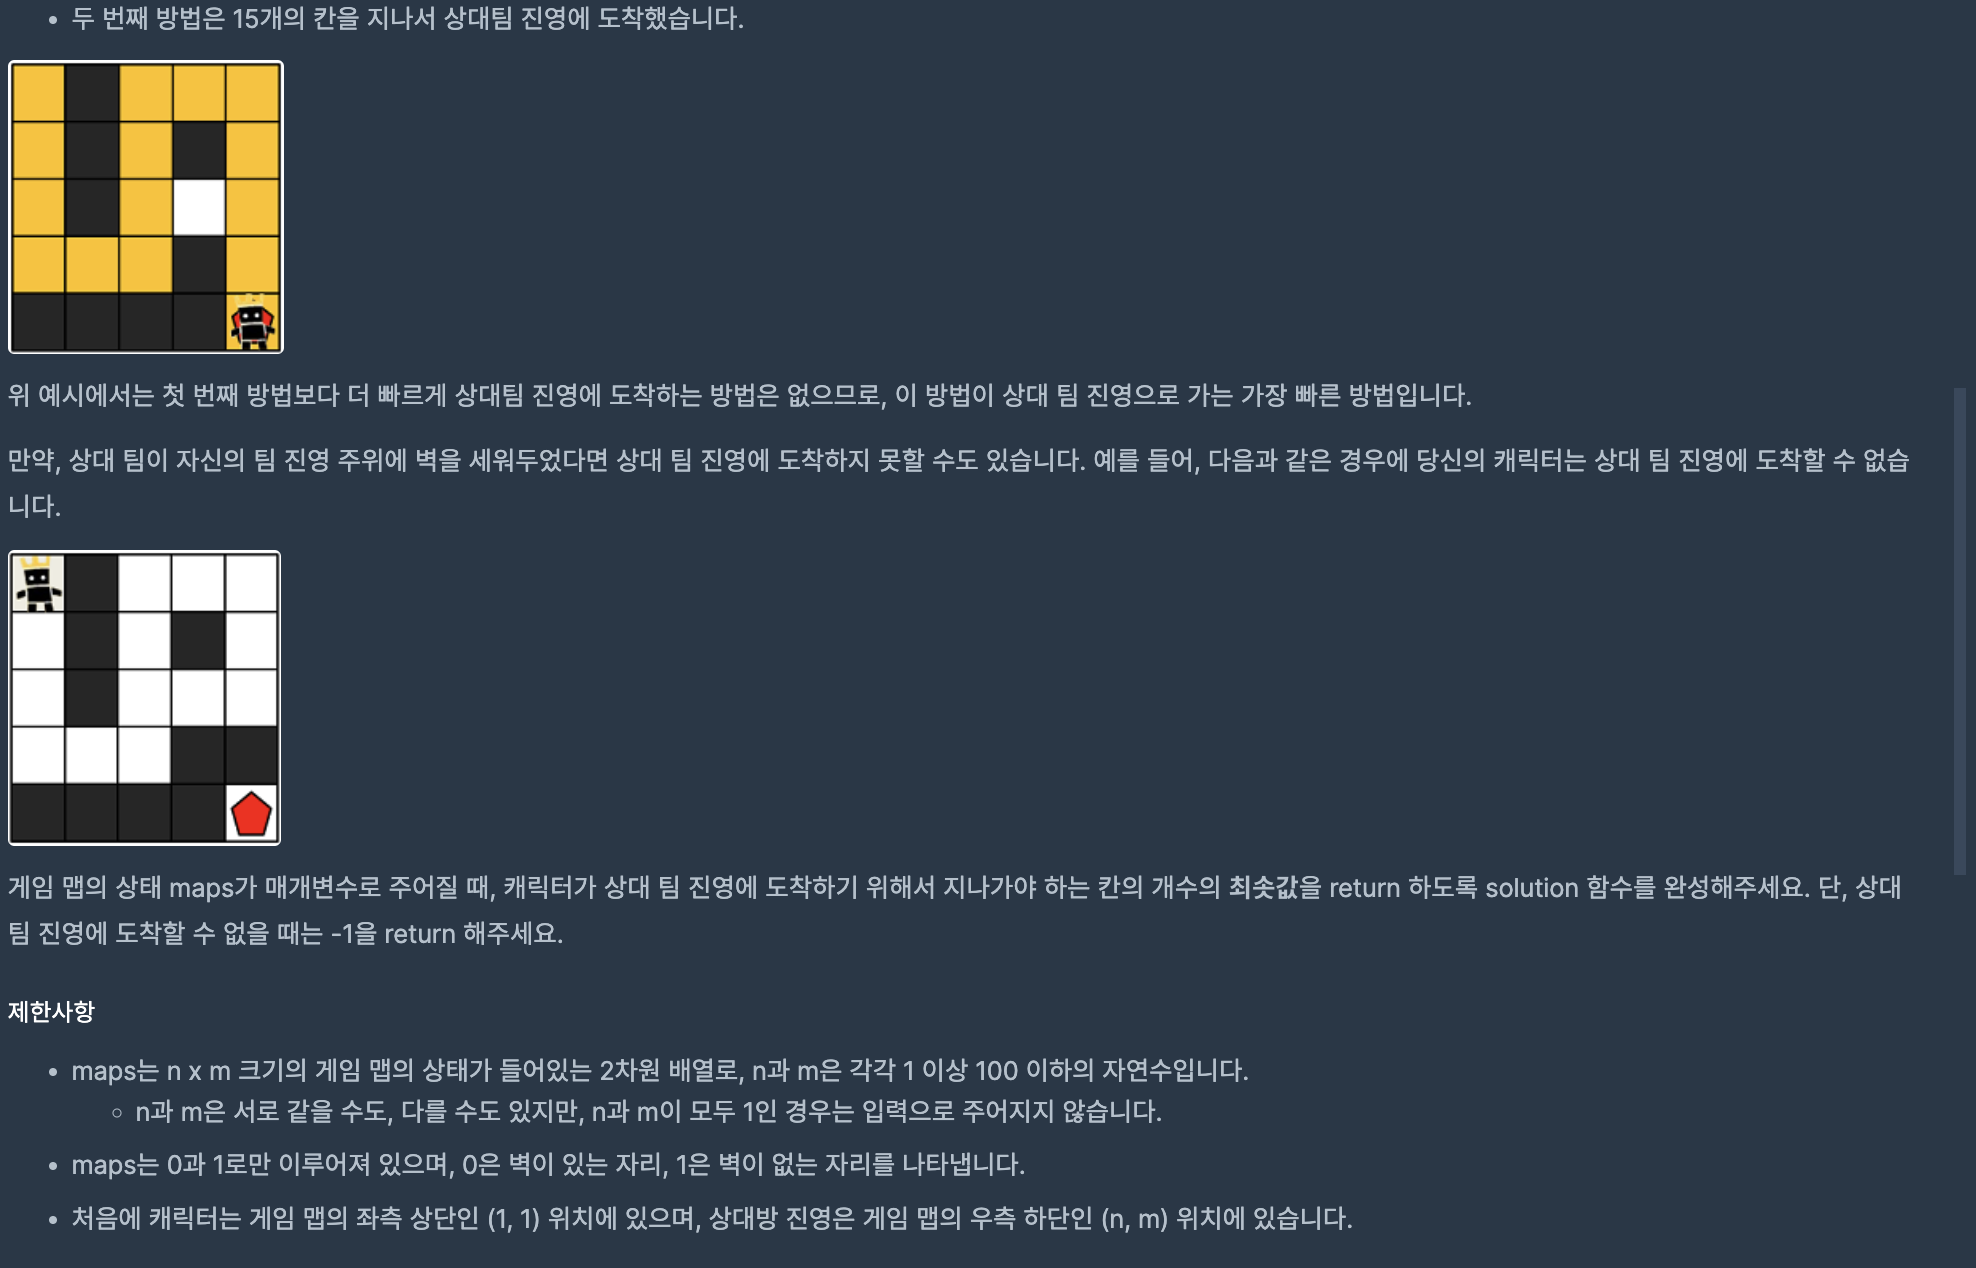 두 번째 방법은 15개의 칸을 지나서 상대팀 진영에 도착했습니다.
위 예시에서는 첫 번째 방법보다 더 빠르게 상대팀 진영에 도착하는 방법은 없으므로, 이 방법이 상대 팀 진영으로 가는 가장 빠른 방법입니다.
만약, 상대 팀이 자신의 팀 진영 주위에 벽을 세워두었다면 상대 팀 진영에 도착하지 못할 수도 있습니다. 예를 들어, 다음과 같은 경우에 당신의 캐릭터는 상대 팀 진영에 도착할 수 없습
니다.
게임 맵의 상태 maps가 매개변수로 주어질 때, 캐릭터가 상대 팀 진영에 도착하기 위해서 지나가야 하는 칸의 개수의 최솟값을 return 하도록 solution 함수를 완성해주세요. 단, 상대
팀 진영에 도착할 수 없을 때는 -1을 return 해주세요.
제한사항
maps는 n x m 크기의 게임 맵의 상태가 들어있는 2차원 배열로, n과 m은 각각 1 이상 100 이하의 자연수입니다.
n과 m은 서로 같을 수도, 다를 수도 있지만, n과 m이 모두 1인 경우는 입력으로 주어지지 않습니다.
maps는 0과 1로만 이루어져 있으며, 0은 벽이 있는 자리, 1은 벽이 없는 자리를 나타냅니다.
처음에 캐릭터는 게임 맵의 좌측 상단인 (1, 1) 위치에 있으며, 상대방 진영은 게임 맵의 우측 하단인 (n, m) 위치에 있습니다.